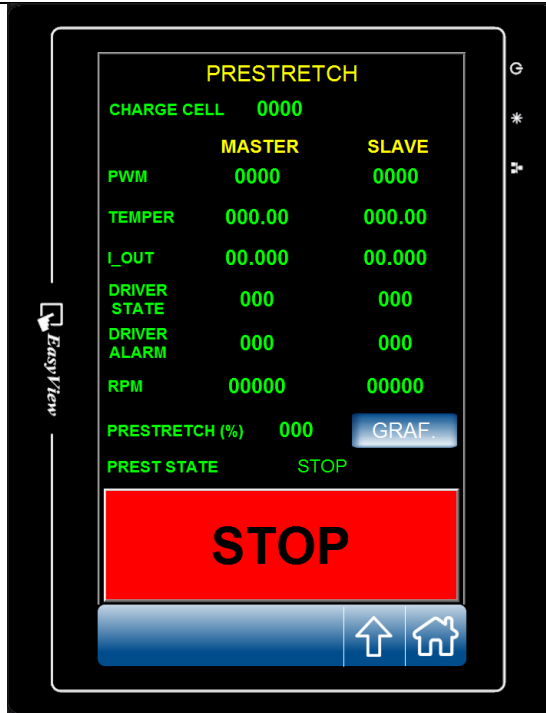 PRESTRETCH
CHARGE CELL 0000
MASTER SLAVE
PWM 0000 0000
TEMPER 000.00 000.00
I_OUT 00.000 00.000
DRIVER
STATE 000 000
DRIVER
ALARM 000 000
RPM 00000 00000
PRESTRETCH (%) 000 GRAF.
PREST STATE STOP
STOP
EasyView